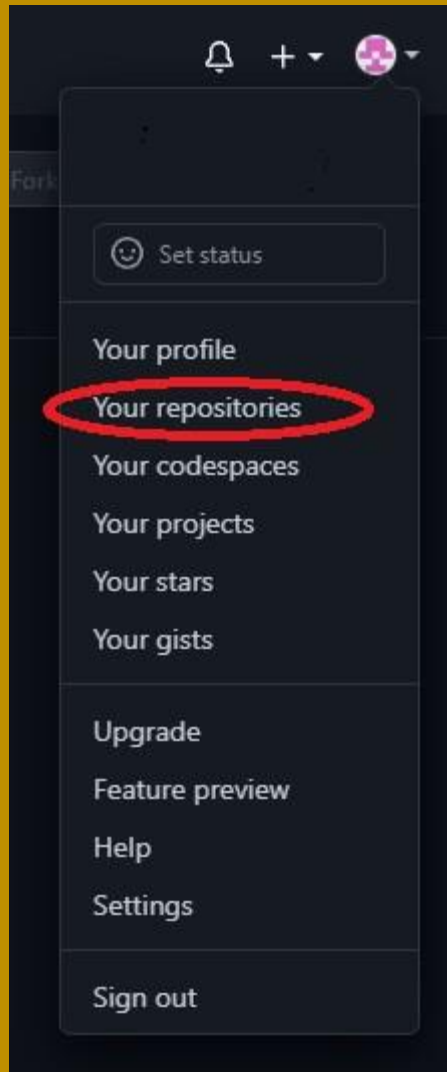 Fork
Set status
Your profile
Your repositories
Your codespaces
Your projects
Your stars
Your gists
Upgrade
Feature preview
Help
Settings
Sign out